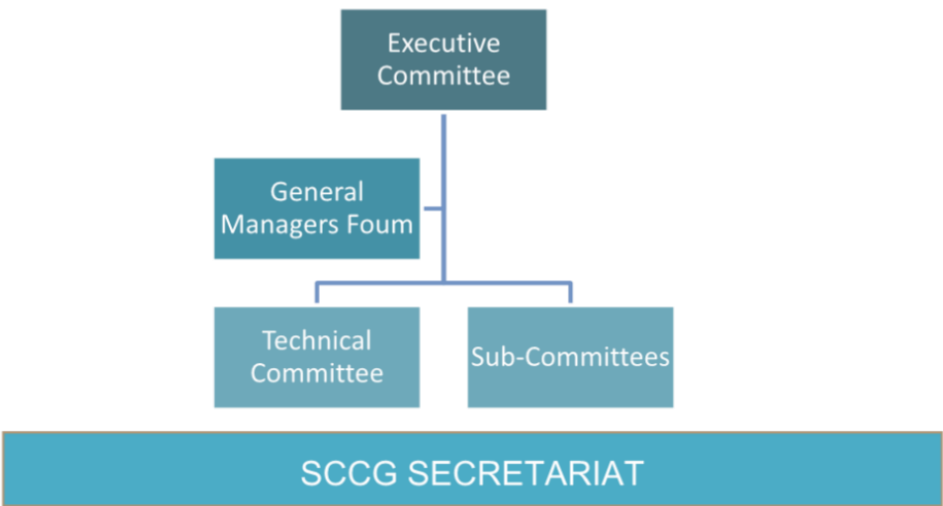 Executive
Committee
General
Managers Foum
Technical
Committee
Sub-Committees
SCCG SECRETARIAT